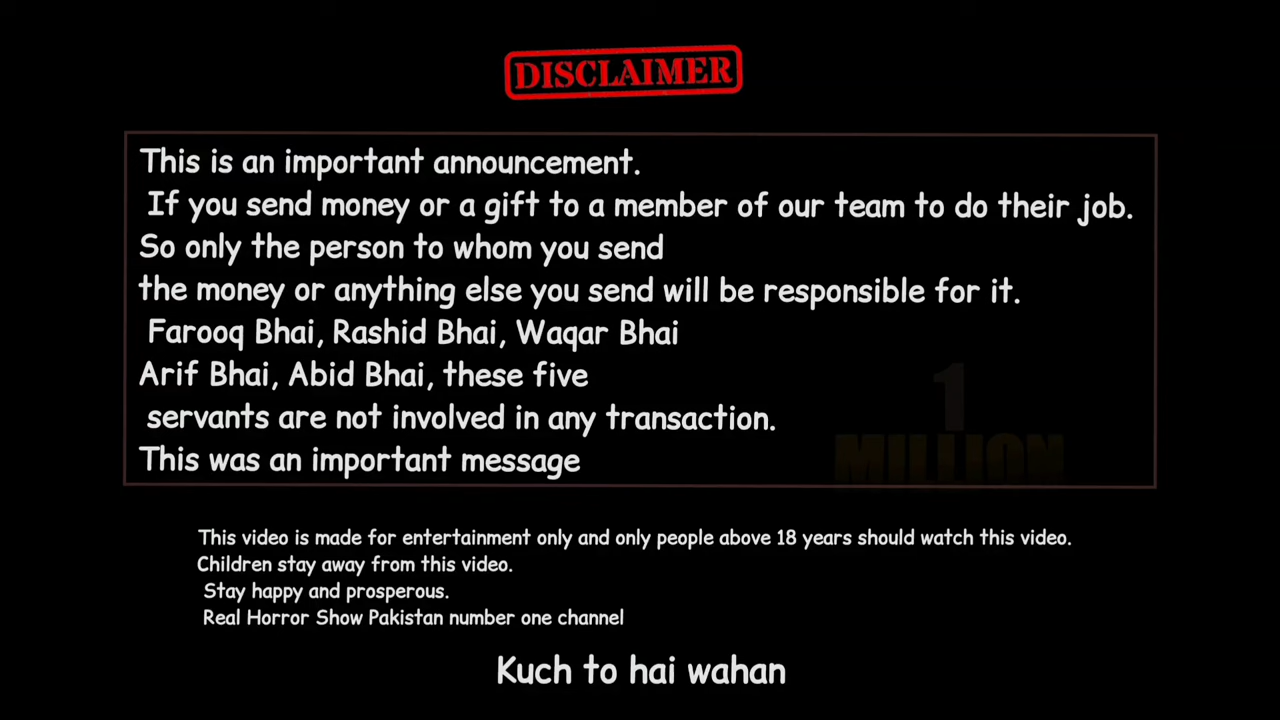 DISCLAIMER
This is an important announcement.
If you send money or a gift to a member of our team to do their job.
So only the person to whom you send
the money or anything else you send will be responsible for it.
Farooq Bhai, Rashid Bhai, Waqar Bhai
Arif Bhai, Abid Bhai, these five
servants are not involved in any transaction.
This was an important message
1
MILLION
This video is made for entertainment only and only people above 18 years should watch this video.
Children stay away from this video.
Stay happy and prosperous.
Real Horror Show Pakistan number one channel
Kuch to hai wahan